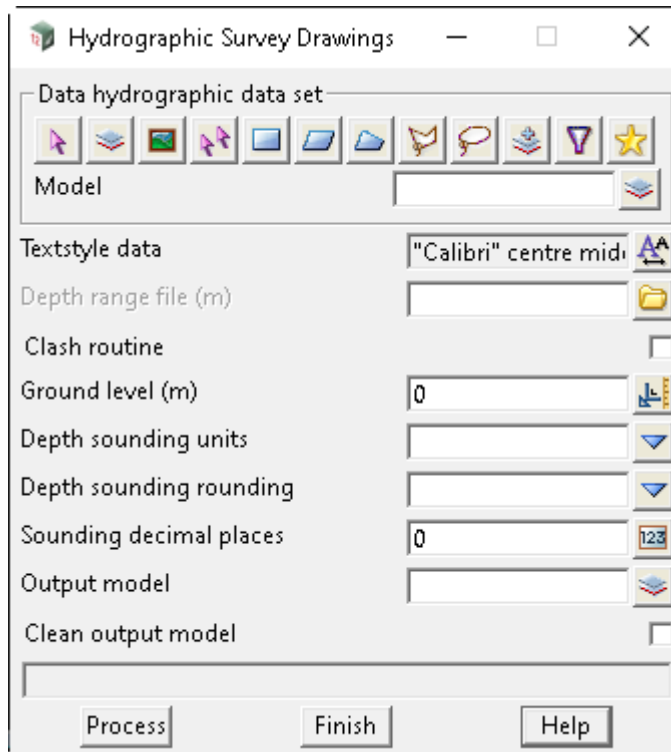 Hydrographic Survey Drawings
Data hydrographic data set
Model
Textstyle data "Calibri" centre mid
Depth range file (m)
Clash routine
Ground level (m) 0
Depth sounding units
Depth sounding rounding
Sounding decimal places 0 123
Output model
Clean output model
Process Finish Help